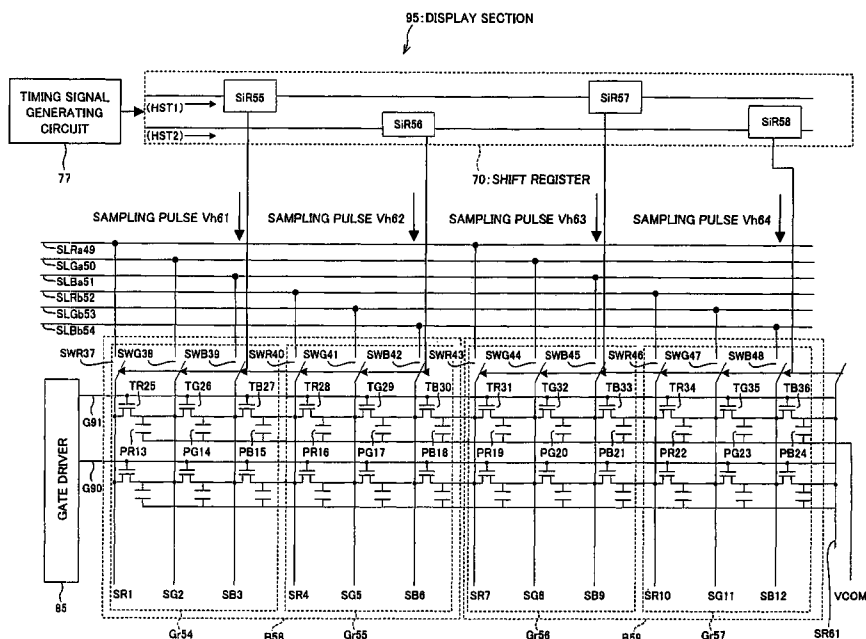 95:DISPLAY SECTION
TIMING SIGNAL
GENERATING
CIRCUIT
77
(HST1)
(HST2)
SiR55
SiR56
SiR57
SiR58
70:SHIFT REGISTER
SAMPLING PULSE Vh61
SAMPLING PULSE Vh62
SAMPLING PULSE Vh63
SAMPLING PULSE Vh64
SLRa49
SLGa50
SLBa51
SLRb52
SLGb53
SLBb54
SWR37
SWG38
SWB39
SWR40
SWG41
SWB42
SWR43
SWG44
SWB45
SWR46
SWG47
SWB48
TR25
TG26
TB27
TR28
TG29
TB30
TR31
TG32
TB33
TR34
TG35
TB36
G91
PR13
PG14
PB15
PR16
PG17
PB18
PR19
PG20
PB21
PR22
PG23
PB24
G90
GATE DRIVER
85
SR1
SG2
SB3
SR4
SG5
SB6
SR7
SG8
SB9
SR10
SG11
SB12
VCOM
Gr54
B58
Gr55
Gr56
B59
Gr57
SR61